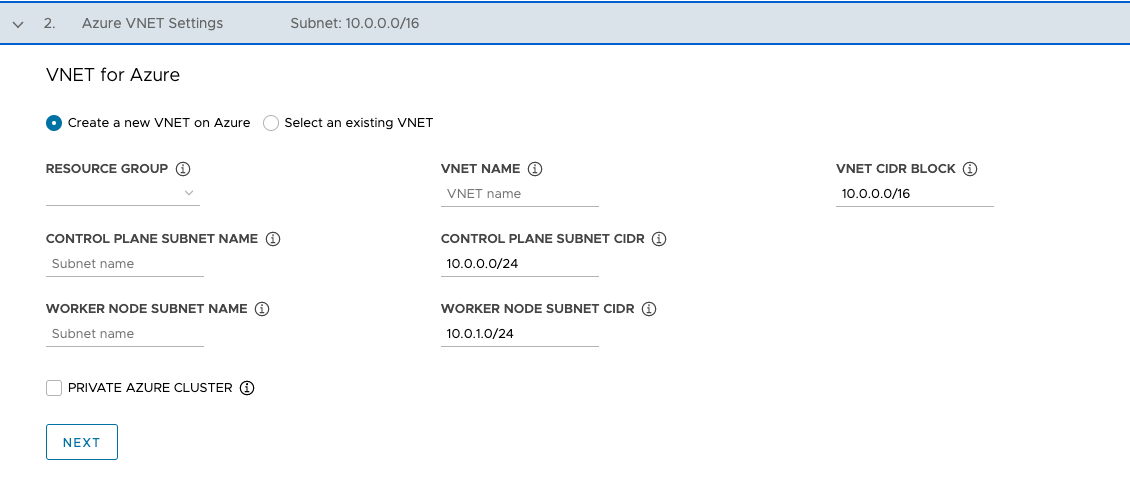 2. Azure VNET Settings Subnet: 10.0.0.0/16
VNET for Azure
Create a new VNET on Azure Select an existing VNET
RESOURCE GROUP VNET NAME VNET CIDR BLOCK
VNET name 10.0.0.0/16
CONTROL PLANE SUBNET NAME CONTROL PLANE SUBNET CIDR
Subnet name 10.0.0.0/24
WORKER NODE SUBNET NAME WORKER NODE SUBNET CIDR
Subnet name 10.0.1.0/24
PRIVATE AZURE CLUSTER
NEXT